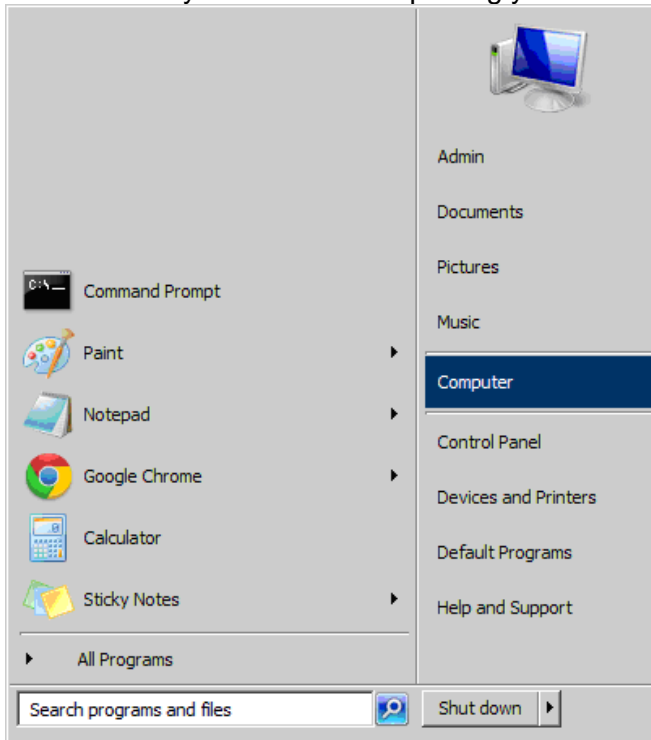 Admin
Documents
Pictures
Music
Computer
Control Panel
Devices and Printers
Default Programs
Help and Support
C:\
Command Prompt
Paint
Notepad
Google Chrome
Calculator
Sticky Notes
All Programs
Search programs and files
Shut down